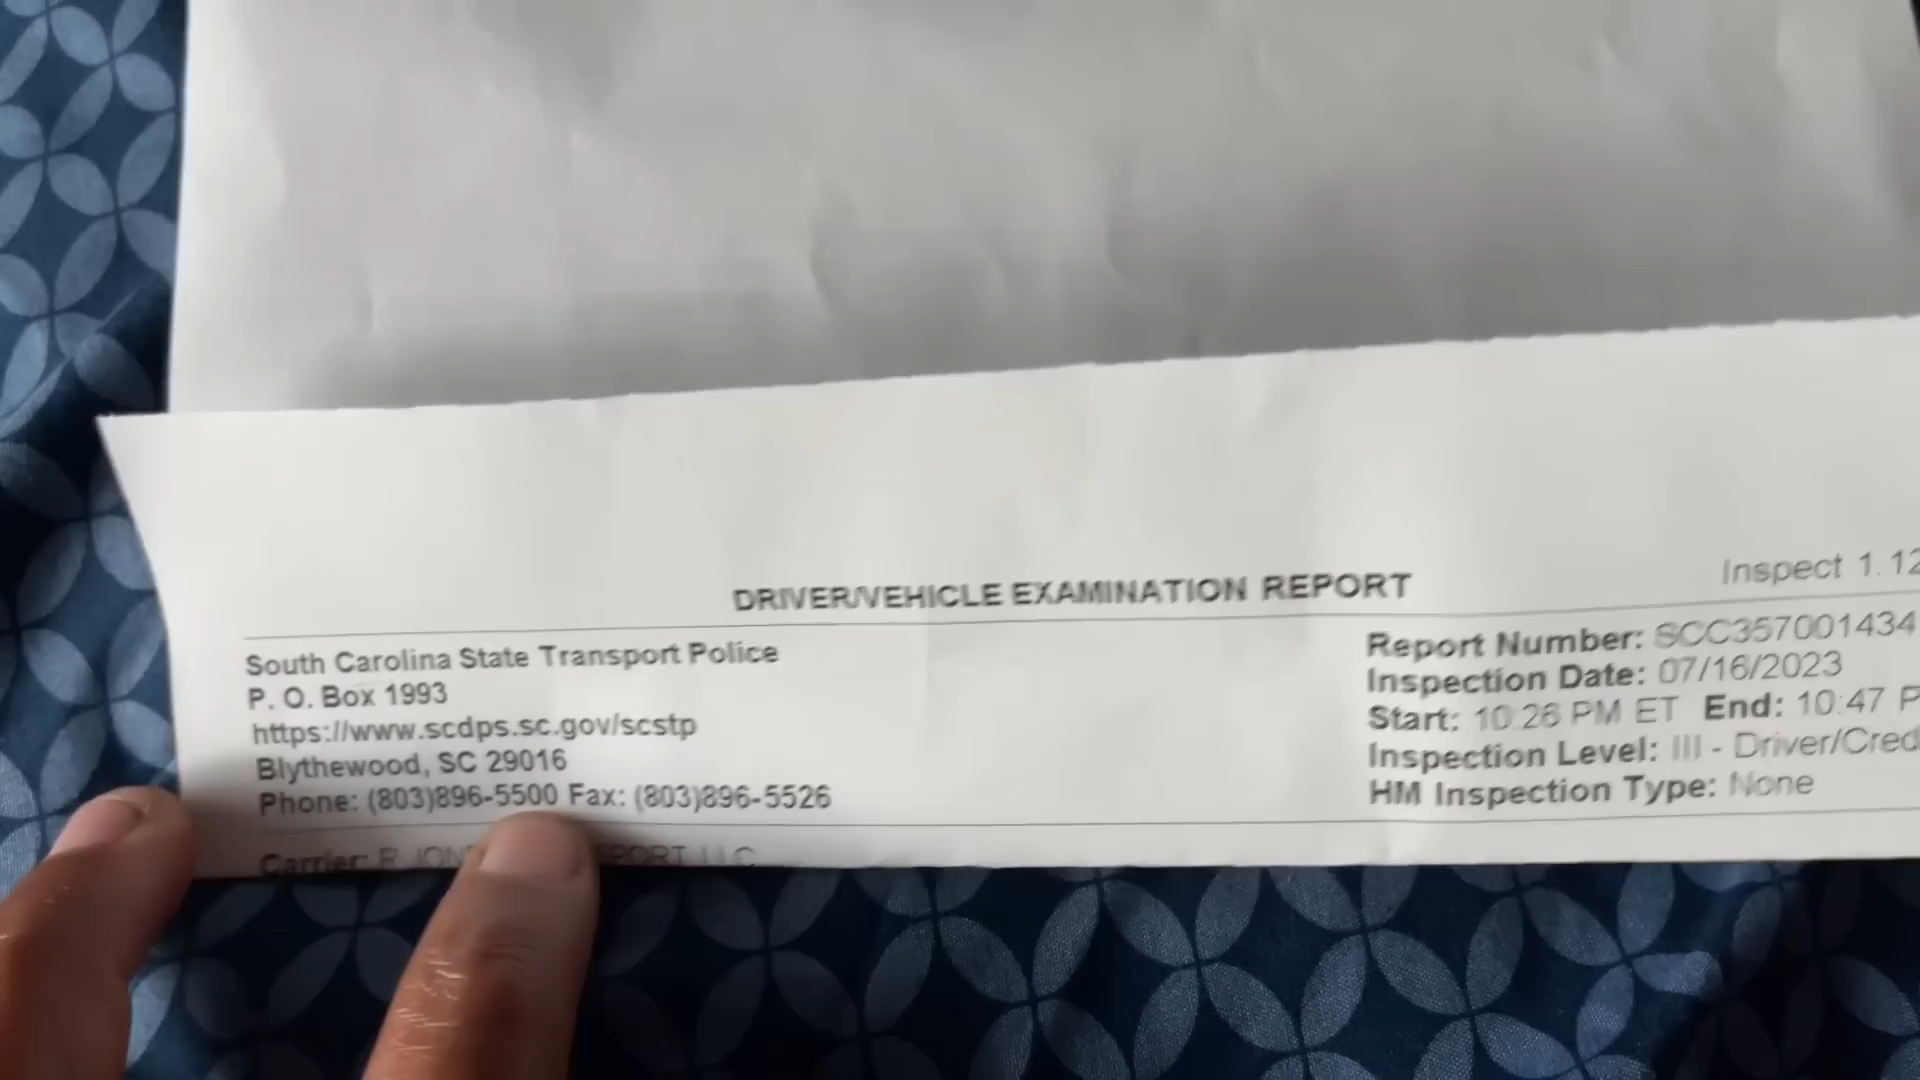 DRIVER/VEHICLE EXAMINATION REPORT
Inspect 1.12
South Carolina State Transport Police
P. O. Box 1993
https://www.scdps.sc.gov/scstp
Blythewood, SC 29016
Phone: (803)896-5500 Fax: (803)896-5526
Report Number: SCC357001434
Inspection Date: 07/16/2023
Start: 10:26 PM ET End: 10:47 P
Inspection Level: III - Driver/Cred
HM Inspection Type: None
Carrier: LLC